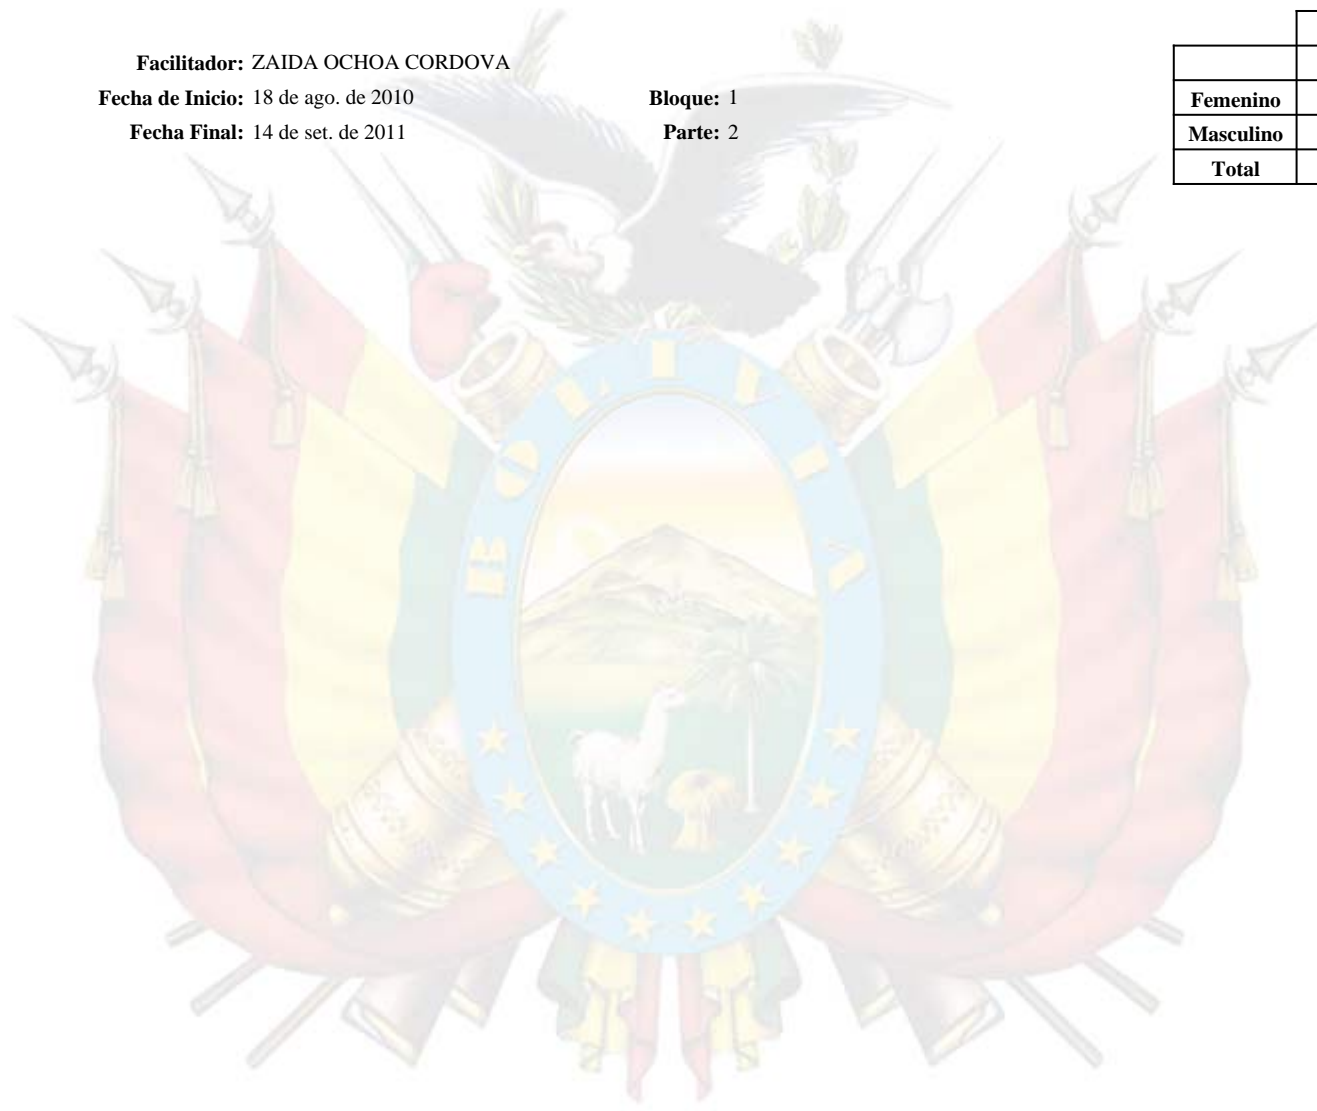 Facilitador: ZAIDA OCHOA CORDOVA
Fecha de Inicio: 18 de ago. de 2010 Bloque: 1
Fecha Final: 14 de set. de 2011 Parte: 2
Femenino
Masculino
Total
BOLIVIA